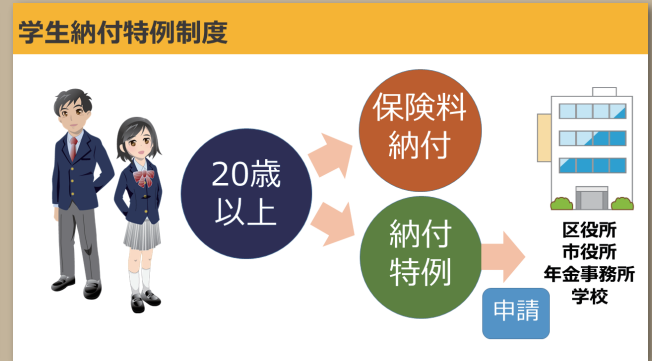 学生納付特例制度
20歳
以上
保険料
納付
納付
特例
申請
区役所
市役所
年金事務所
学校